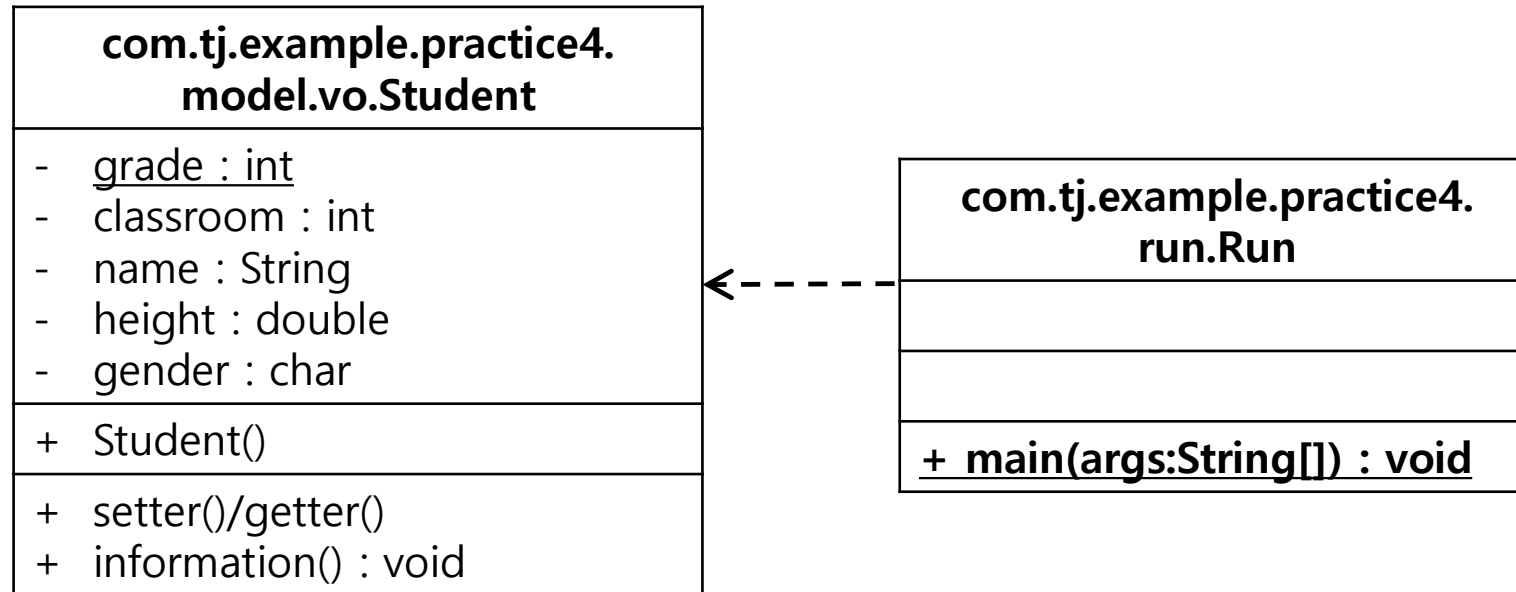 com.tj.example.practice4.
model.vo.Student
- grade : int
- classroom : int
- name : String
- height : double
- gender : char
+ Student()
+ setter()/getter()
+ information() : void
com.tj.example.practice4.
run.Run
+ main(args:String[]) : void